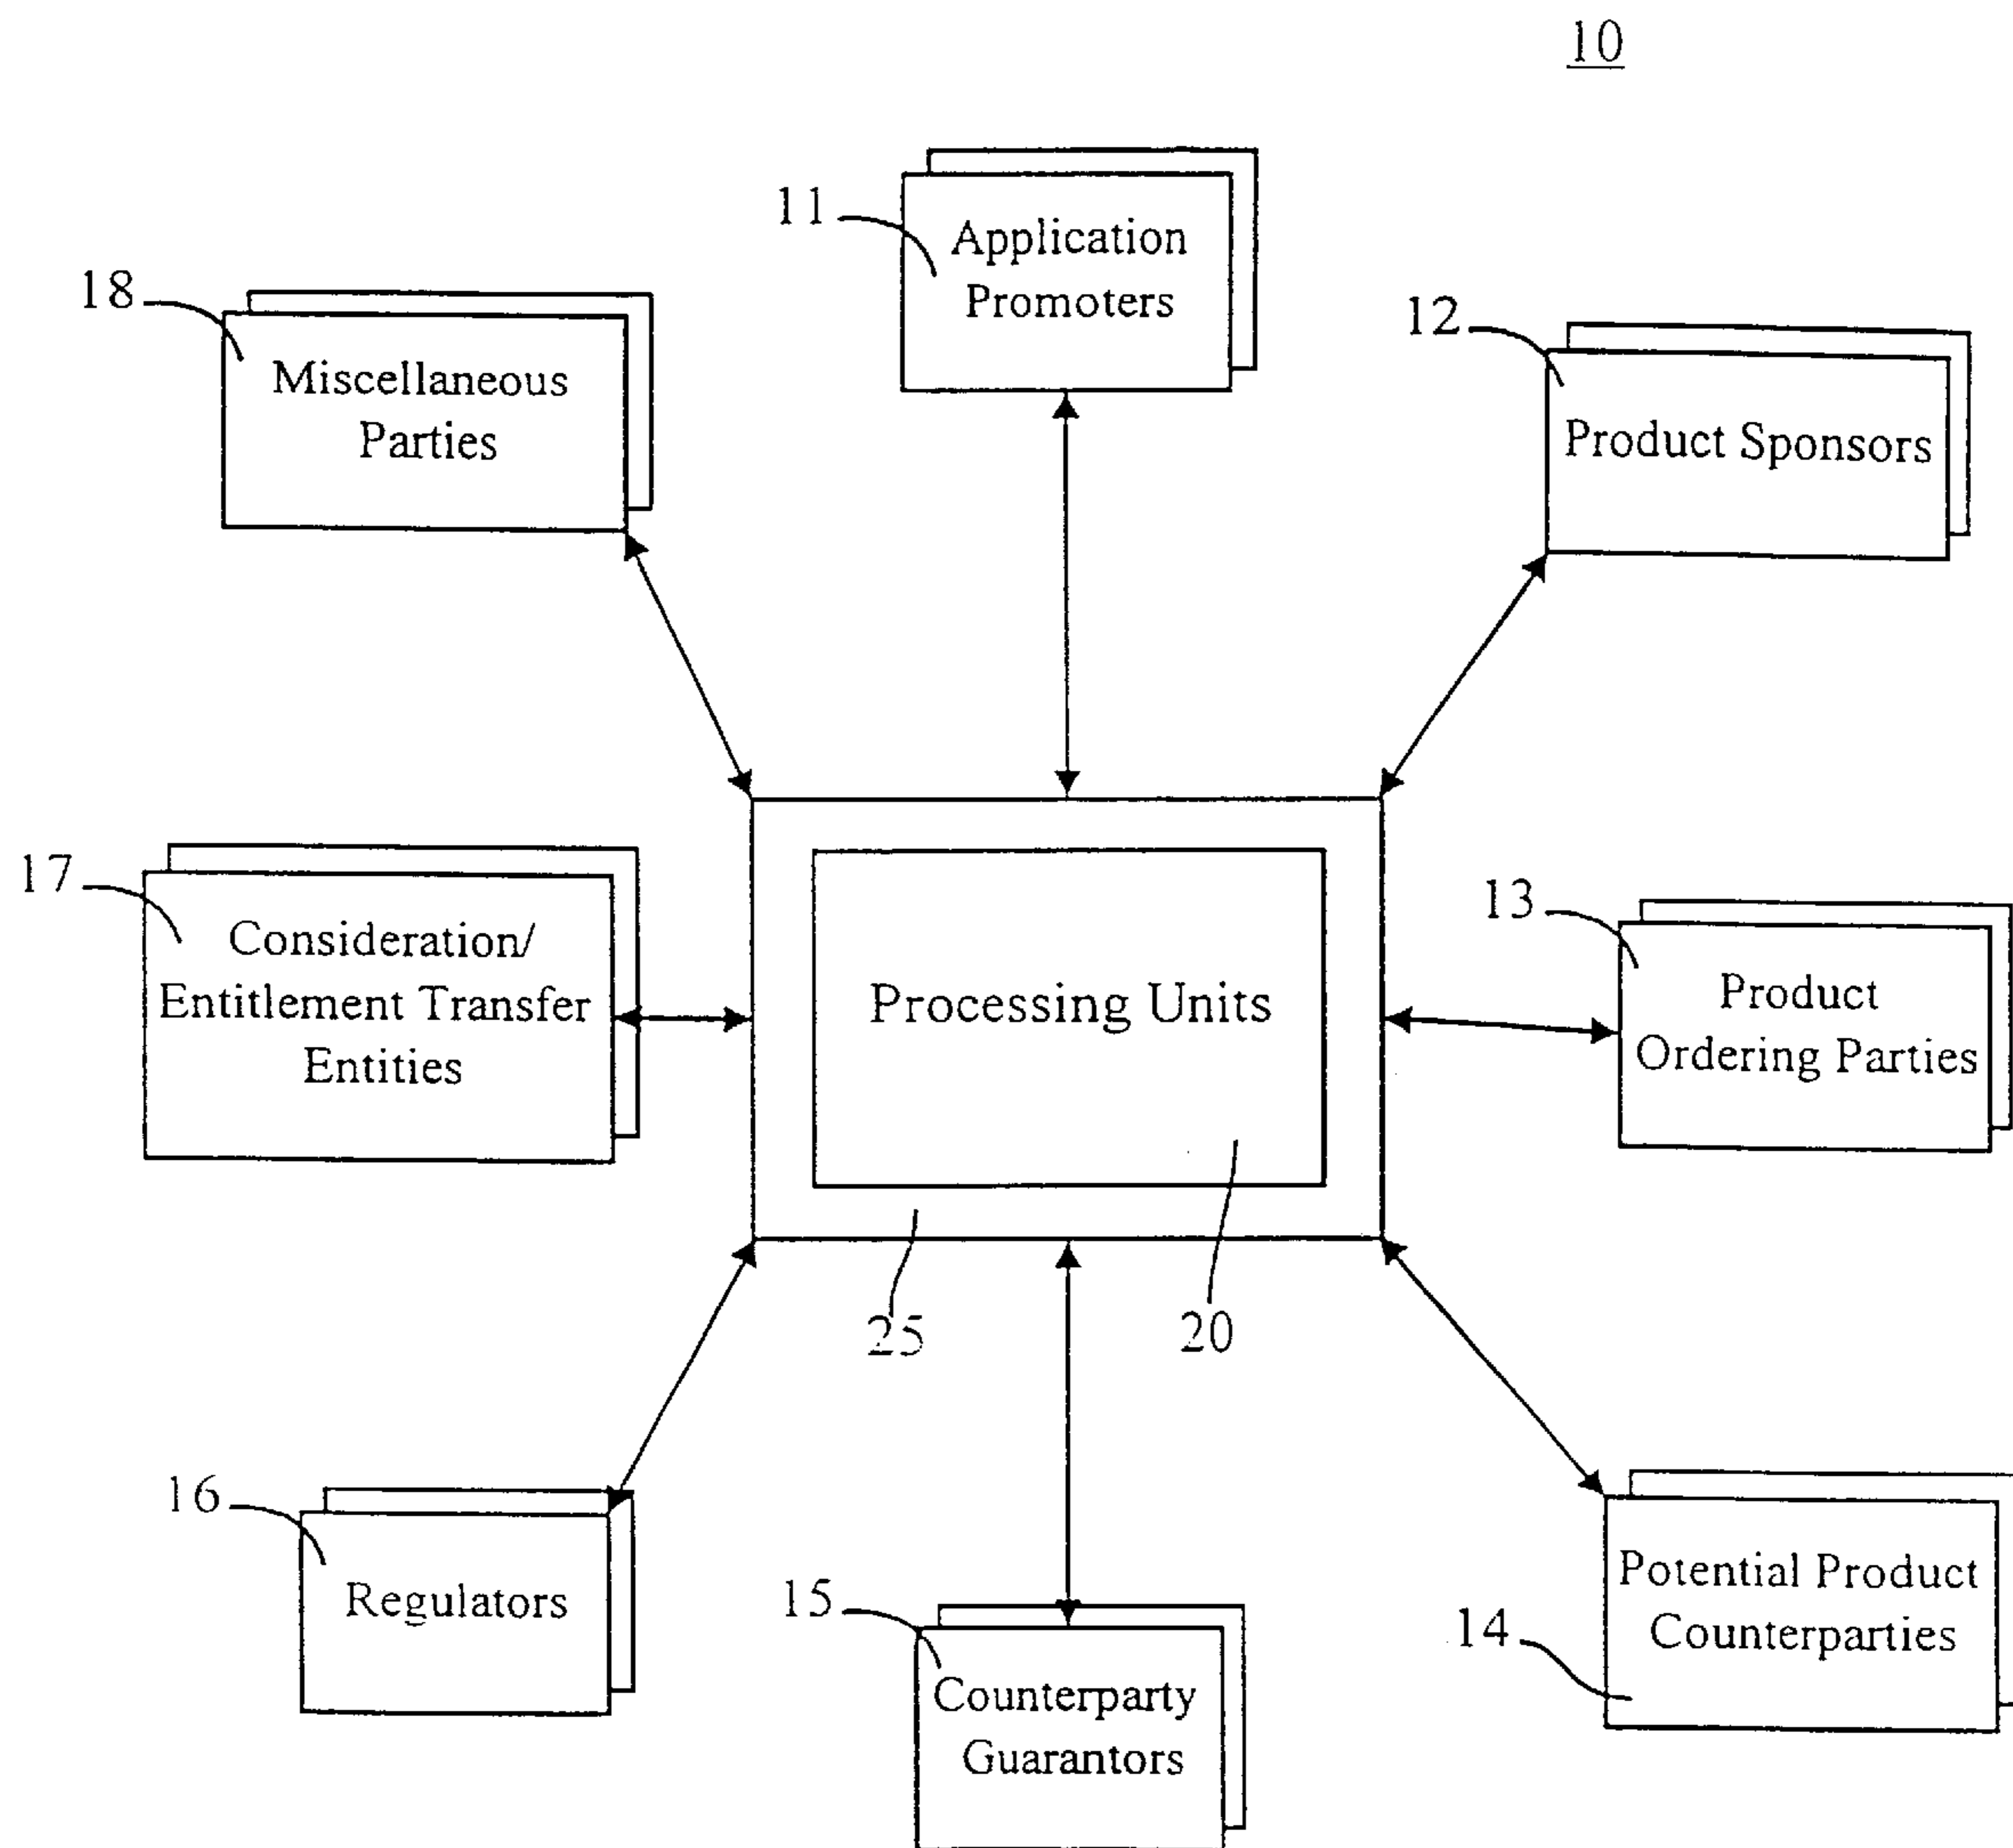 10
11
Application
Promoters
18
Miscellaneous
Parties
12
Product Sponsors
17
Consideration/
Entitlement Transfer
Entities
Processing Units
13
Product
Ordering Parties
25
20
16
Regulators
15
Counterparty
Guarantors
14
Potential Product
Counterparties